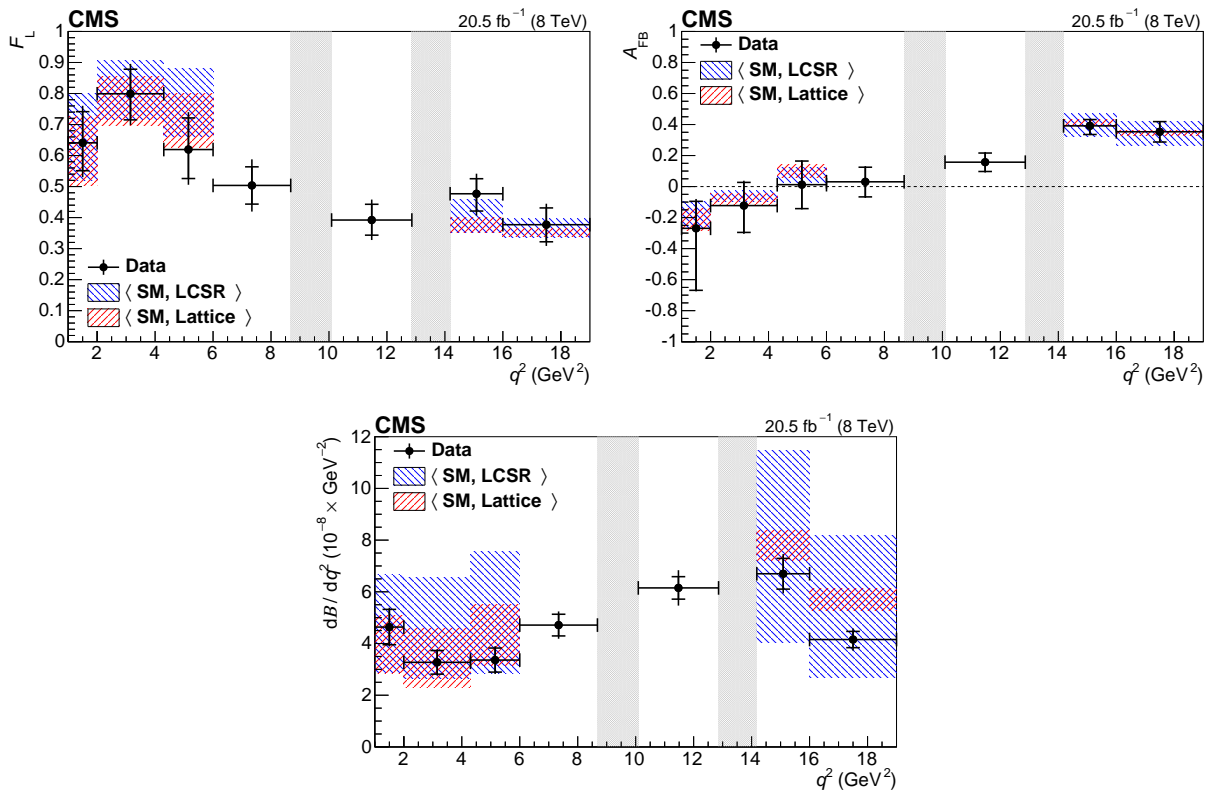 CMS
20.5 fb⁻¹ (8 TeV)
F_L
1
0.9
0.8
0.7
0.6
0.5
0.4
0.3
0.2
0.1
0
Data
⟨ SM, LCSR ⟩
⟨ SM, Lattice ⟩
2 4 6 8 10 12 14 16 18
q² (GeV²)
CMS
20.5 fb⁻¹ (8 TeV)
A_FB
1
0.8
0.6
0.4
0.2
0
-0.2
-0.4
-0.6
-0.8
-1
Data
⟨ SM, LCSR ⟩
⟨ SM, Lattice ⟩
2 4 6 8 10 12 14 16 18
q² (GeV²)
CMS
20.5 fb⁻¹ (8 TeV)
dB / dq² (10⁻⁸ × GeV⁻²)
12
10
8
6
4
2
0
Data
⟨ SM, LCSR ⟩
⟨ SM, Lattice ⟩
2 4 6 8 10 12 14 16 18
q² (GeV²)